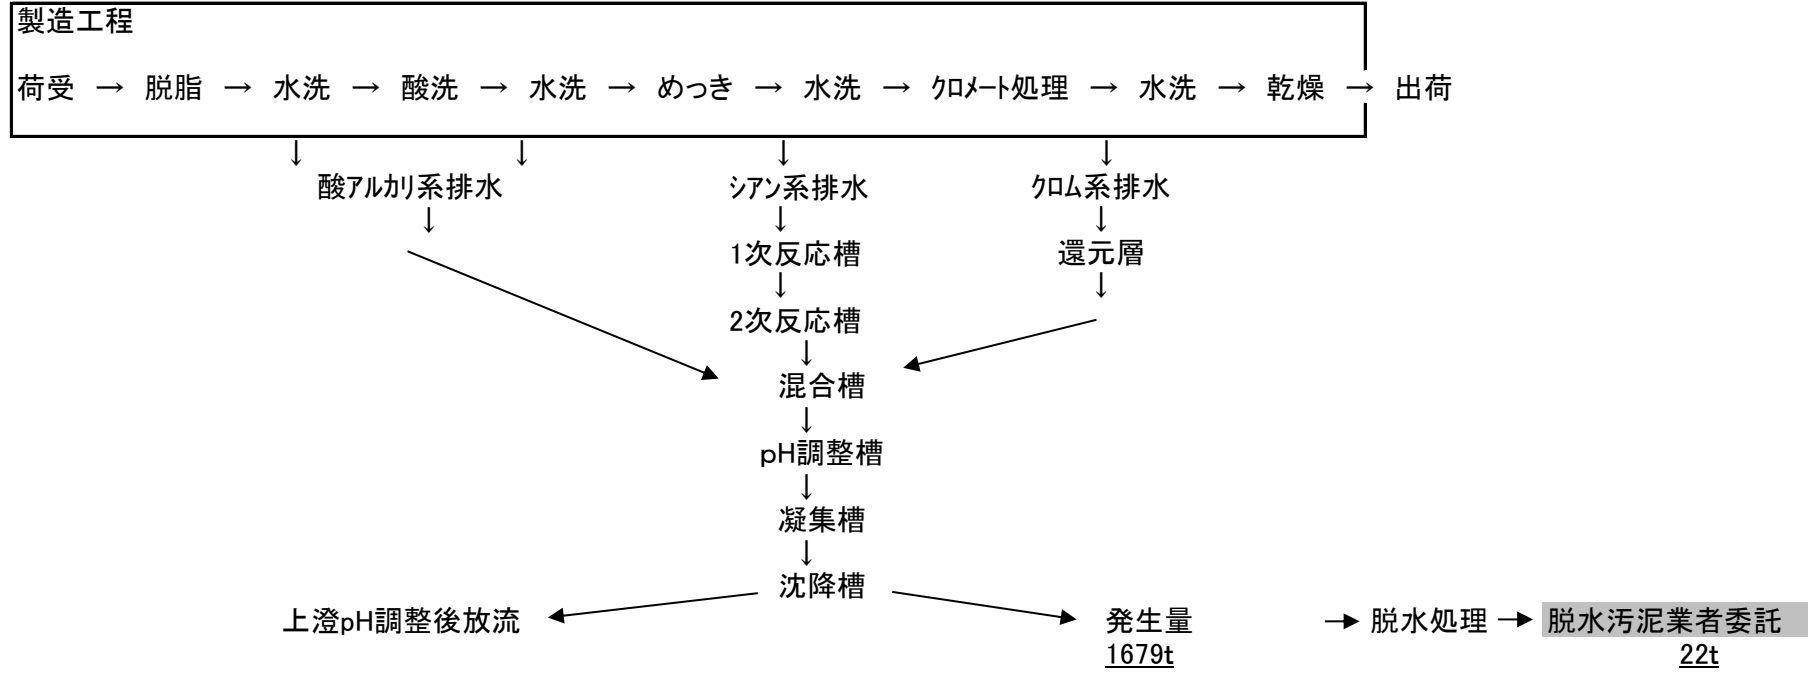 製造工程
荷受 → 脱脂 → 水洗 → 酸洗 → 水洗 → めっき → 水洗 → ｸﾛﾒｰﾄ処理 → 水洗 → 乾燥 → 出荷
↓ ↓ ↓ ↓
酸ｱﾙｶﾘ系排水 ｼｱﾝ系排水 ｸﾛﾑ系排水
↓ ↓ ↓
1次反応槽 還元層
↓ ↓
2次反応槽
↓
混合槽
↓
pH調整槽
↓
凝集槽
↓
沈降槽
上澄pH調整後放流 発生量 → 脱水処理 → 脱水汚泥業者委託
1679t 22t